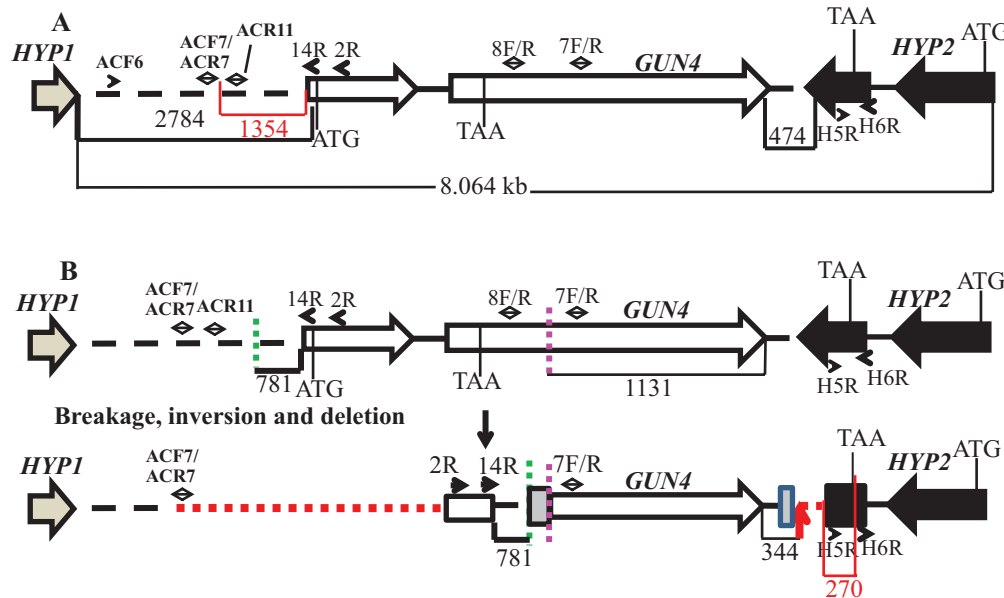 A
HYP1
ACF6
ACF7/
ACR7
ACR11
14R 2R
8F/R 7F/R
GUN4
TAA
HYP2
ATG
2784
1354
ATG
TAA
474
H5R
H6R
8.064 kb
B
HYP1
ACF7/
ACR7 ACR11
14R 2R
8F/R 7F/R
GUN4
TAA
HYP2
ATG
781
ATG
TAA
1131
H5R
H6R
Breakage, inversion and deletion
HYP1
ACF7/
ACR7
2R 14R
7F/R
GUN4
TAA
HYP2
ATG
781
344
H5R H6R
270